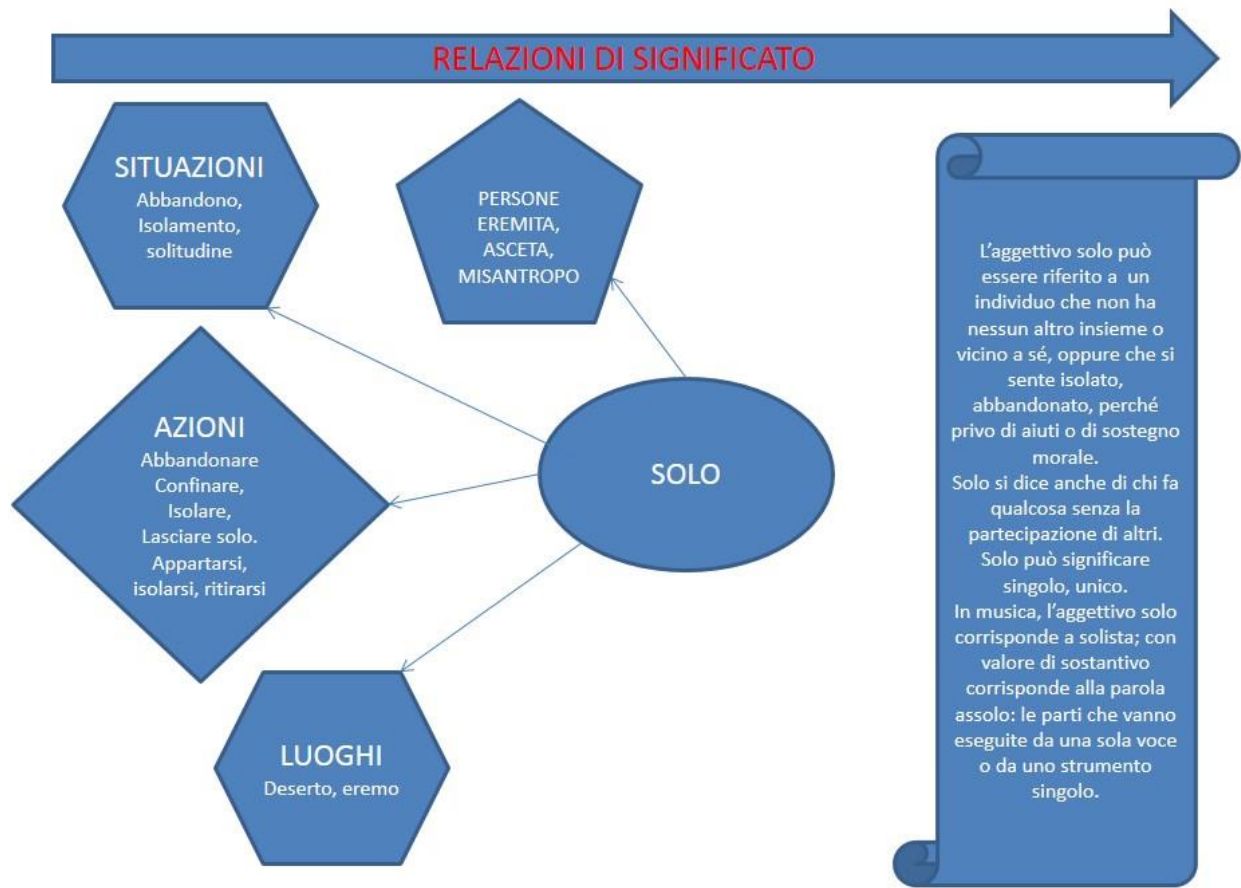 RELAZIONI DI SIGNIFICATO
SITUAZIONI
Abbandono,
Isolamento,
solitudine
PERSONE
EREMITA,
ASCETA,
MISANTROPO
AZIONI
Abbandonare
Confinare,
Isolare,
Lasciare solo.
Appartarsi,
isolarsi, ritirarsi
SOLO
LUOGHI
Deserto, eremo
L'aggettivo solo può
essere riferito a un
individuo che non ha
nessun altro insieme o
vicino a sé, oppure che si
sente isolato,
abbandonato, perché
privo di aiuti o di sostegno
morale.
Solo si dice anche di chi fa
qualcosa senza la
partecipazione di altri.
Solo può significare
singolo, unico.
In musica, l'aggettivo solo
corrisponde a solista; con
valore di sostantivo
corrisponde alla parola
assolo: le parti che vanno
eseguite da una sola voce
o da uno strumento
singolo.